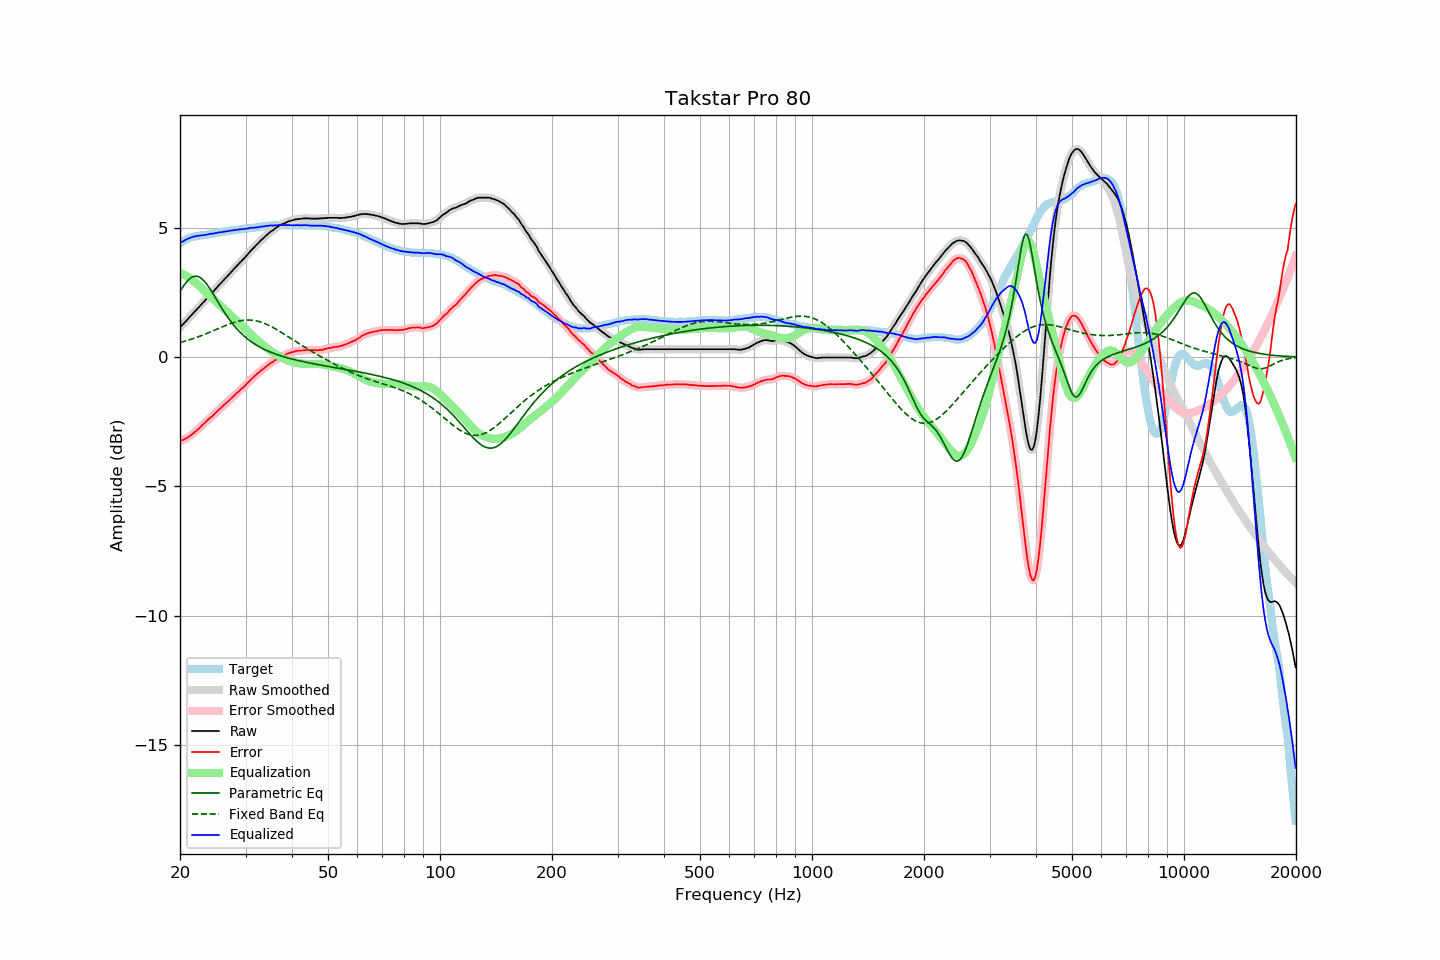 Takstar Pro 80
Amplitude (dBr)
5
0
−5
−10
−15
Target
Raw Smoothed
Error Smoothed
Raw
Error
Equalization
Parametric Eq
Fixed Band Eq
Equalized
20 50 100 200 500 1000 2000 5000 10000 20000
Frequency (Hz)